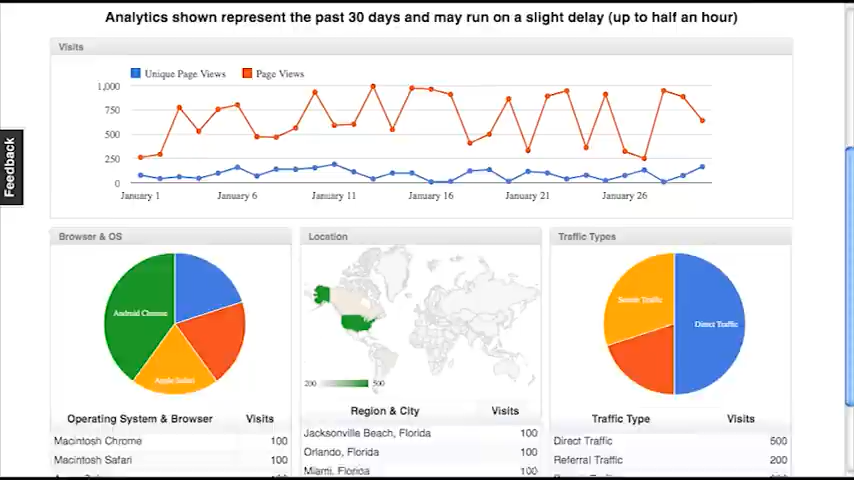 Analytics shown represent the past 30 days and may run on a slight delay (up to half an hour)
Visits
Unique Page Views
Page Views
1,000
750
500
250
0
January 1
January 6
January 11
January 16
January 21
January 26
Feedback
Browser & OS
Android Chrome
Apple Safari
Operating System & Browser Visits
Macintosh Chrome 100
Macintosh Safari 100
Location
200
500
Region & City Visits
Jacksonville Beach, Florida 100
Orlando, Florida 100
Miami, Florida 100
Traffic Types
Search Traffic
Direct Traffic
Traffic Type Visits
Direct Traffic 500
Referral Traffic 200